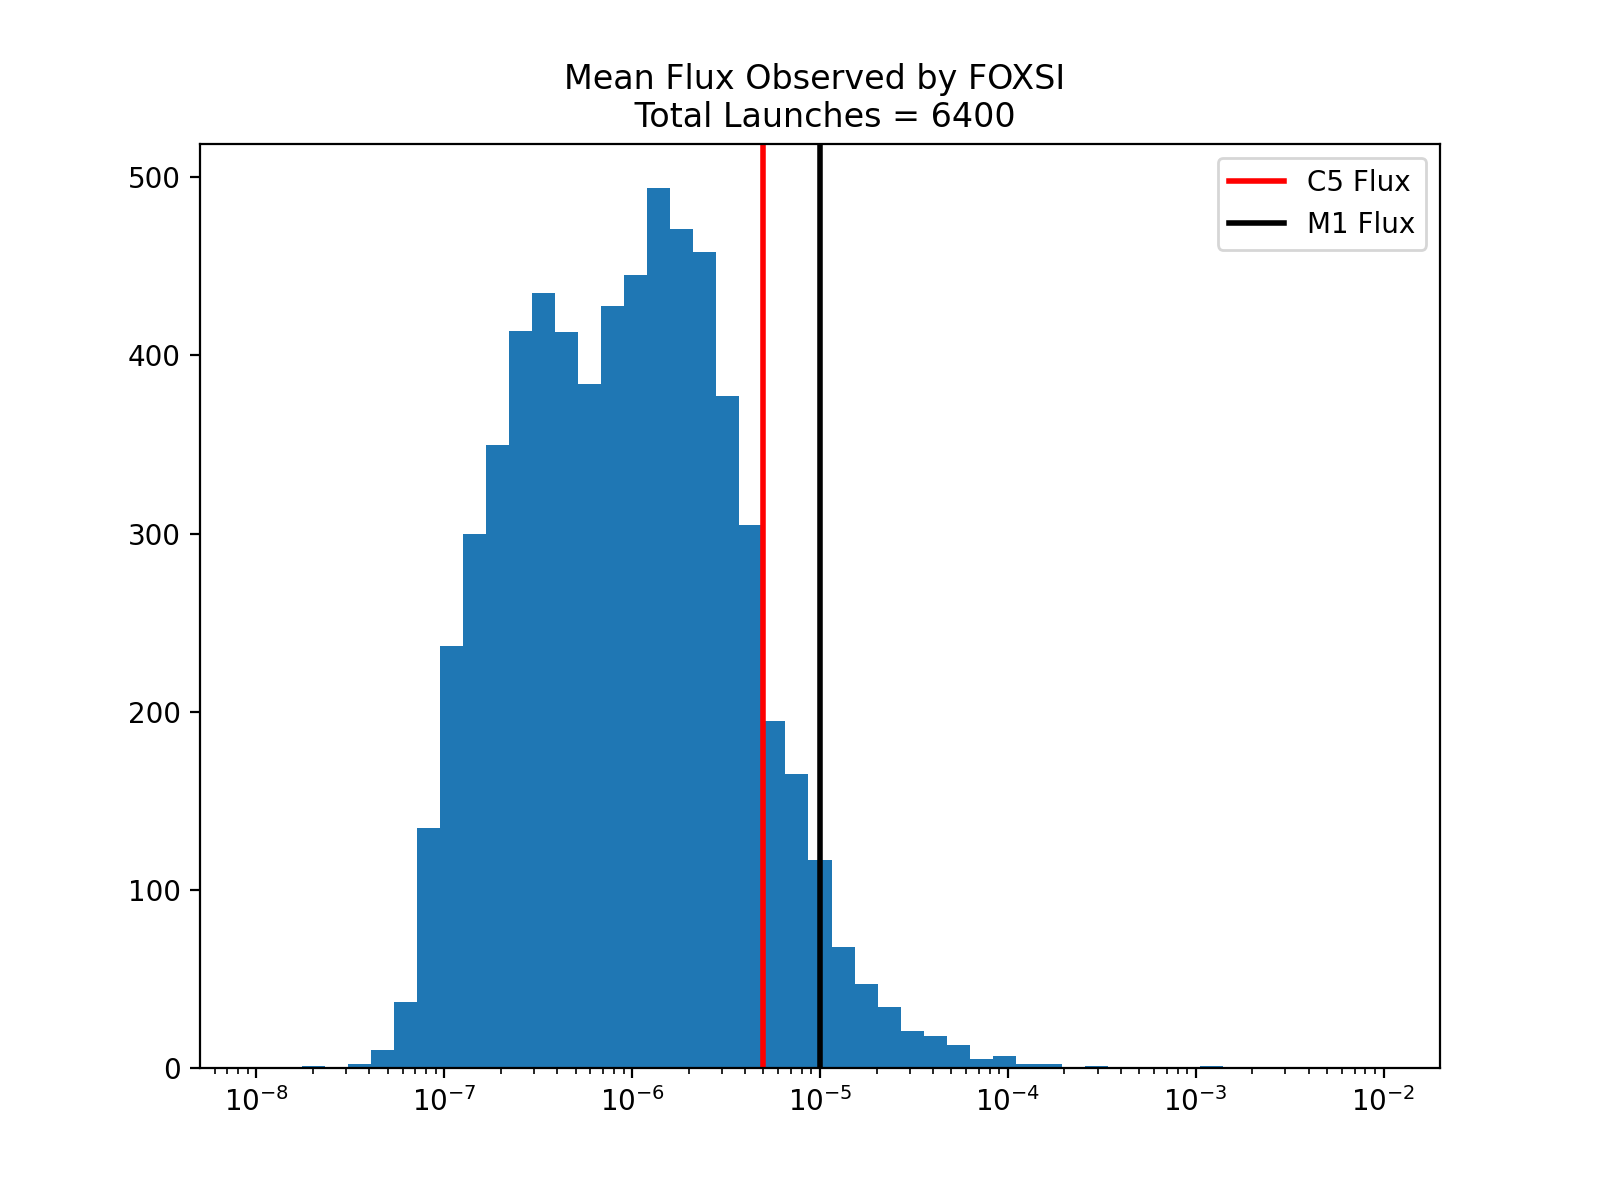 Mean Flux Observed by FOXSI
Total Launches = 6400
C5 Flux
M1 Flux
500
400
300
200
100
0
10⁻⁸ 10⁻⁷ 10⁻⁶ 10⁻⁵ 10⁻⁴ 10⁻³ 10⁻²